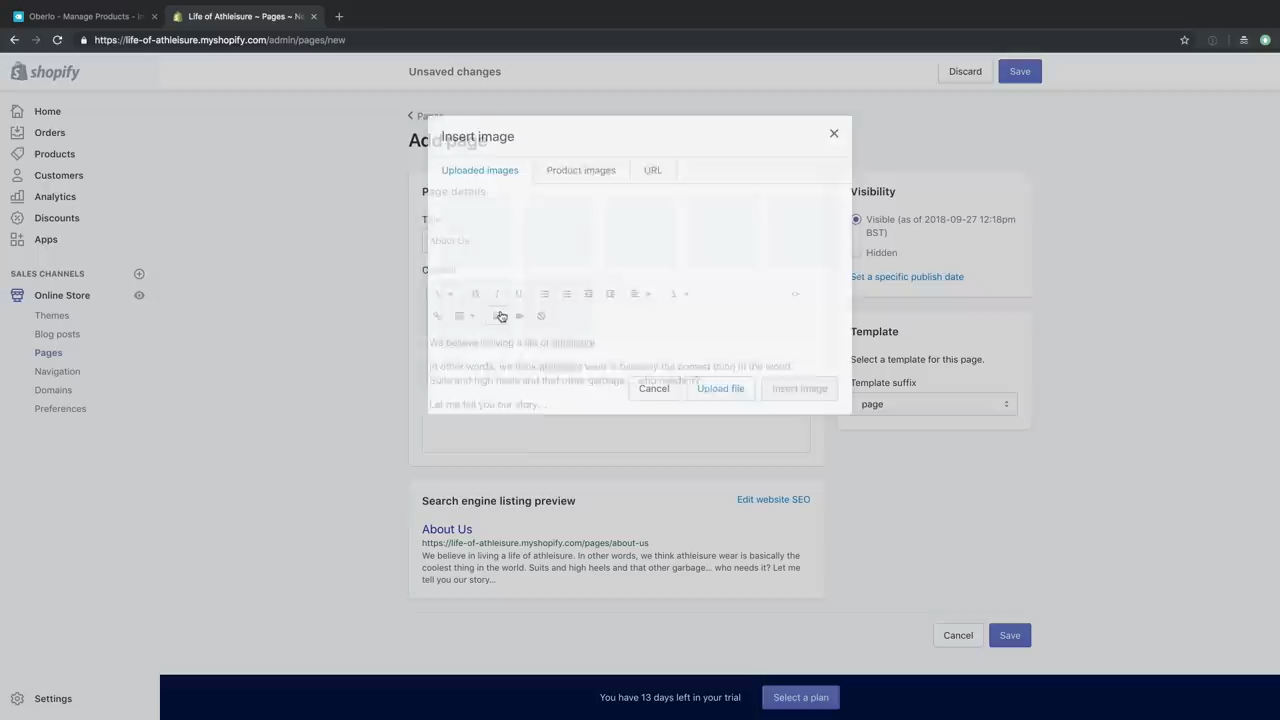 Oberlo - Manage Products - In
Life of Athleisure ~ Pages ~ Ne
https://life-of-athleisure.myshopify.com/admin/pages/new
shopify
Unsaved changes
Discard
Save
Home
Orders
Products
Customers
Analytics
Discounts
Apps
SALES CHANNELS
Online Store
Themes
Blog posts
Pages
Navigation
Domains
Preferences
Settings
Pages
Add page
Insert image
Uploaded images
Product images
URL
Page details
Title
About Us
We believe in living a life of athleisure
In other words, we think athleisure wear is basically the coolest thing in the world.
Suits and high heels and that other garbage... who needs it?
Let me tell you our story...
Cancel
Upload file
Insert image
Visibility
Visible (as of 2018-09-27 12:18pm
BST)
Hidden
Set a specific publish date
Template
Select a template for this page.
Template suffix
page
Search engine listing preview
Edit website SEO
About Us
https://life-of-athleisure.myshopify.com/pages/about-us
We believe in living a life of athleisure. In other words, we think athleisure wear is basically the
coolest thing in the world. Suits and high heels and that other garbage... who needs it? Let me
tell you our story...
Cancel
Save
You have 13 days left in your trial
Select a plan